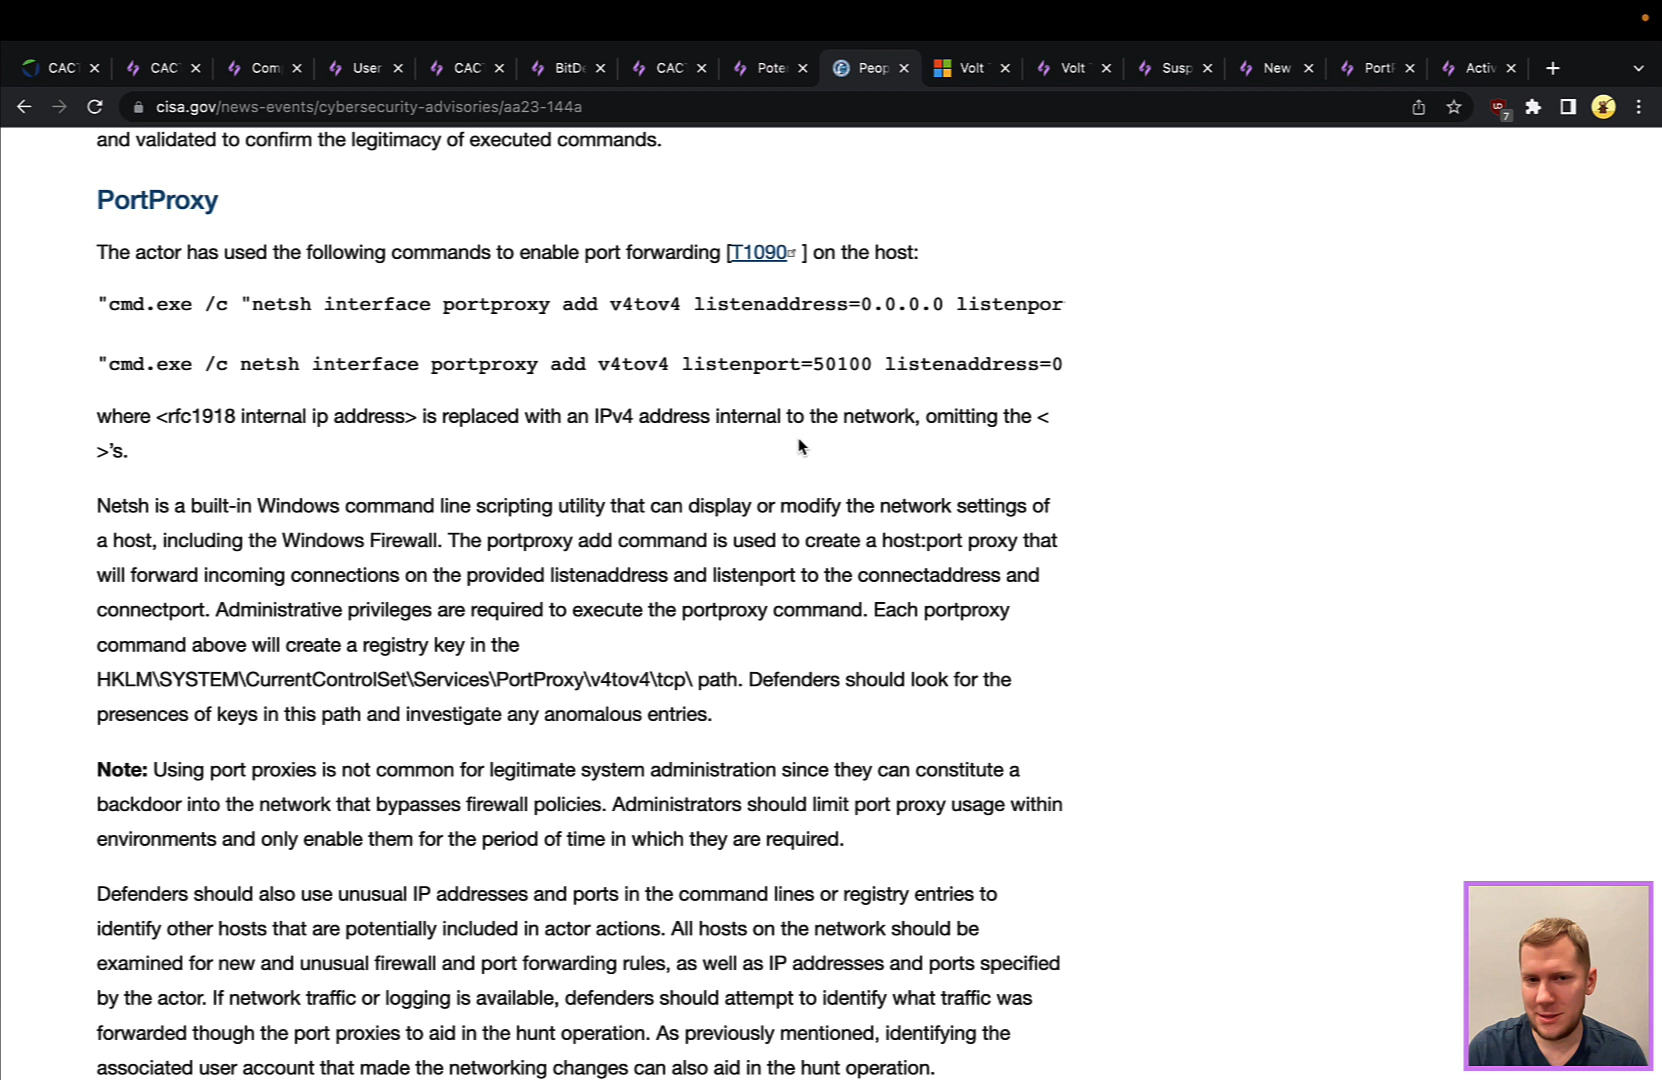 CAC
CAC
Com
User
CAC
BitD
CAC
Pote
Peop
Volt
Volt
Susp
New
Port
Activ
cisa.gov/news-events/cybersecurity-advisories/aa23-144a
7
and validated to confirm the legitimacy of executed commands.
PortProxy
The actor has used the following commands to enable port forwarding [T1090 ] on the host:
"cmd.exe /c "netsh interface portproxy add v4tov4 listenaddress=0.0.0.0 listenpor
"cmd.exe /c netsh interface portproxy add v4tov4 listenport=50100 listenaddress=0
where <rfc1918 internal ip address> is replaced with an IPv4 address internal to the network, omitting the <
>'s.
Netsh is a built-in Windows command line scripting utility that can display or modify the network settings of
a host, including the Windows Firewall. The portproxy add command is used to create a host:port proxy that
will forward incoming connections on the provided listenaddress and listenport to the connectaddress and
connectport. Administrative privileges are required to execute the portproxy command. Each portproxy
command above will create a registry key in the
HKLM\SYSTEM\CurrentControlSet\Services\PortProxy\v4tov4\tcp\ path. Defenders should look for the
presences of keys in this path and investigate any anomalous entries.
Note: Using port proxies is not common for legitimate system administration since they can constitute a
backdoor into the network that bypasses firewall policies. Administrators should limit port proxy usage within
environments and only enable them for the period of time in which they are required.
Defenders should also use unusual IP addresses and ports in the command lines or registry entries to
identify other hosts that are potentially included in actor actions. All hosts on the network should be
examined for new and unusual firewall and port forwarding rules, as well as IP addresses and ports specified
by the actor. If network traffic or logging is available, defenders should attempt to identify what traffic was
forwarded though the port proxies to aid in the hunt operation. As previously mentioned, identifying the
associated user account that made the networking changes can also aid in the hunt operation.